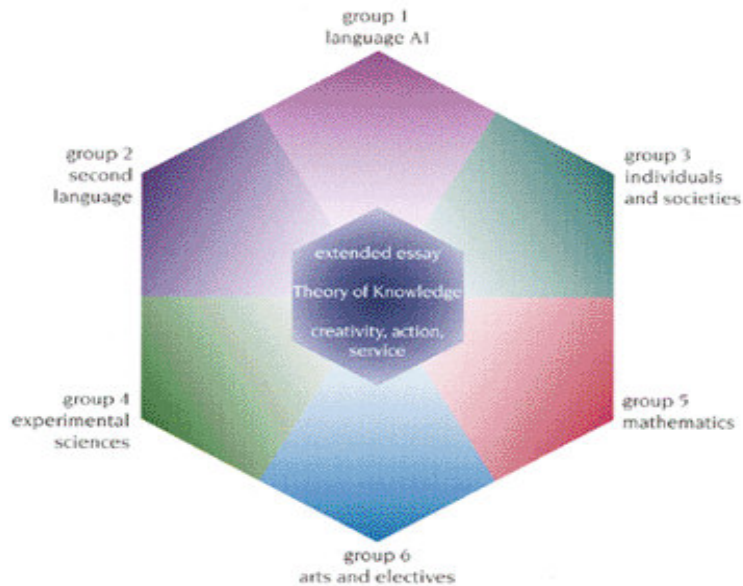 group 1
language A1
group 2
second
language
group 3
individuals
and societies
extended essay
Theory of Knowledge
creativity, action,
service
group 4
experimental
sciences
group 5
mathematics
group 6
arts and electives